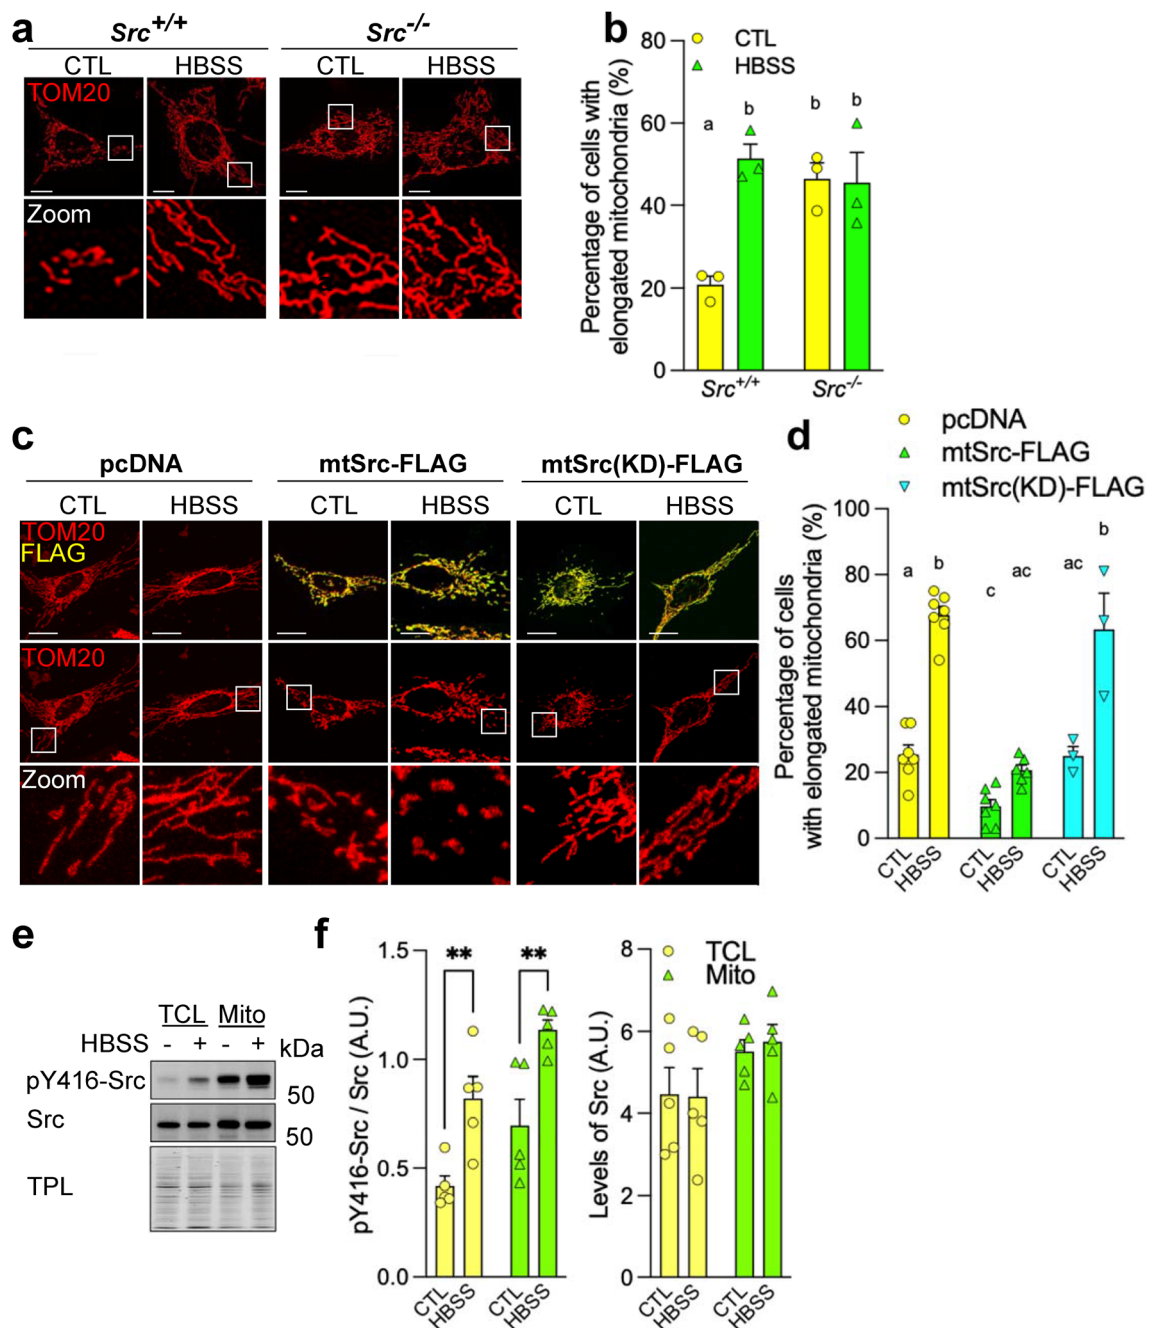 a
Src+/+ Src-/-
CTL HBSS CTL HBSS
TOM20
Zoom
b
CTL
HBSS
Percentage of cells with
elongated mitochondria (%)
80
60
40
20
0
a b b b
Src+/+ Src-/-
c
pcDNA mtSrc-FLAG mtSrc(KD)-FLAG
CTL HBSS CTL HBSS CTL HBSS
TOM20
FLAG
TOM20
Zoom
d
pcDNA
mtSrc-FLAG
mtSrc(KD)-FLAG
Percentage of cells
with elongated mitochondria (%)
100
80
60
40
20
0
a b c ac ac b
CTL HBSS CTL HBSS CTL HBSS
e
TCL Mito
HBSS - + - + kDa
pY416-Src 50
Src 50
TPL
f
pY416-Src / Src (A.U.)
1.5
1.0
0.5
0.0
** **
CTL HBSS CTL HBSS
Levels of Src (A.U.)
8
6
4
2
0
TCL
Mito
CTL HBSS CTL HBSS